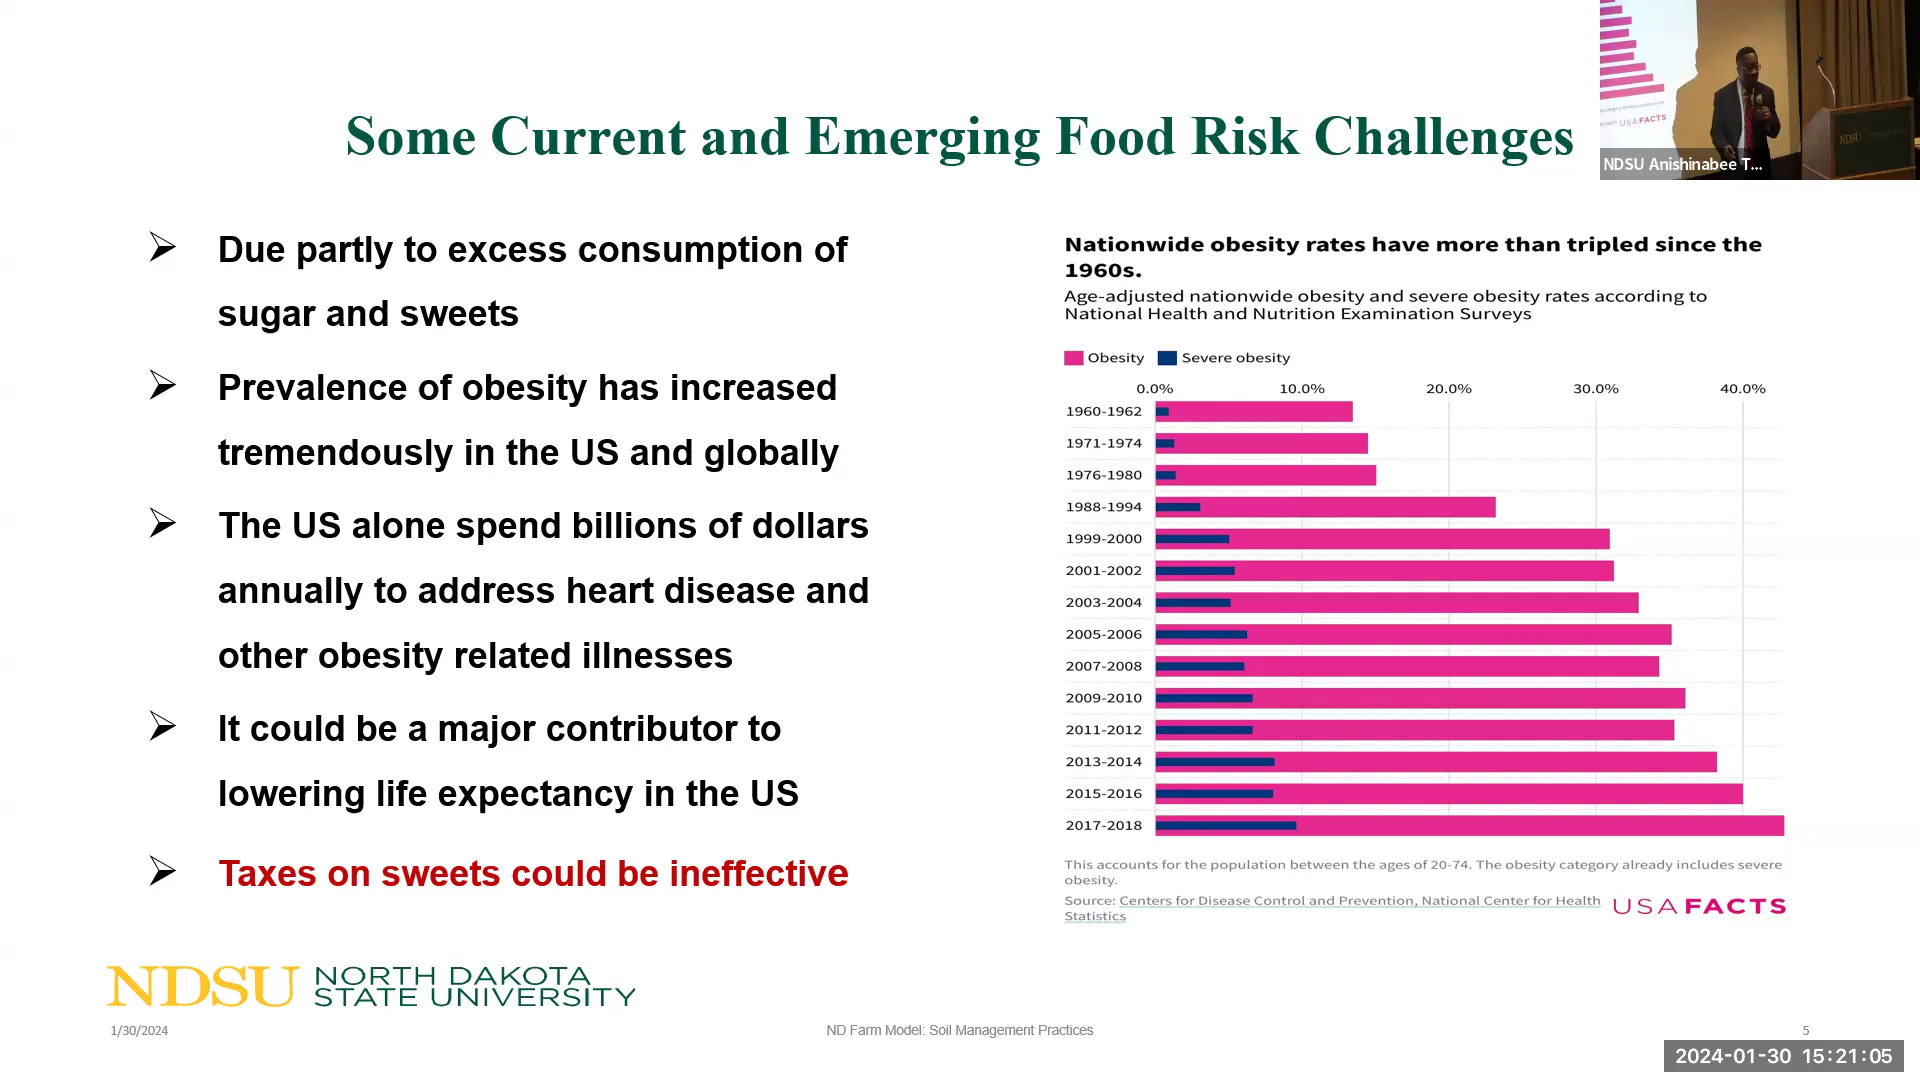 Some Current and Emerging Food Risk Challenges
USA FACTS
NDSU
NDSU Anishinabee T...
Due partly to excess consumption of
sugar and sweets
Prevalence of obesity has increased
tremendously in the US and globally
The US alone spend billions of dollars
annually to address heart disease and
other obesity related illnesses
It could be a major contributor to
lowering life expectancy in the US
Taxes on sweets could be ineffective
Nationwide obesity rates have more than tripled since the
1960s.
Age-adjusted nationwide obesity and severe obesity rates according to
National Health and Nutrition Examination Surveys
Obesity Severe obesity
0.0% 10.0% 20.0% 30.0% 40.0%
1960-1962
1971-1974
1976-1980
1988-1994
1999-2000
2001-2002
2003-2004
2005-2006
2007-2008
2009-2010
2011-2012
2013-2014
2015-2016
2017-2018
This accounts for the population between the ages of 20-74. The obesity category already includes severe
obesity.
Source: Centers for Disease Control and Prevention, National Center for Health
Statistics
USAFACTS
NDSU NORTH DAKOTA
STATE UNIVERSITY
1/30/2024
ND Farm Model: Soil Management Practices
5
2024-01-30 15:21:05